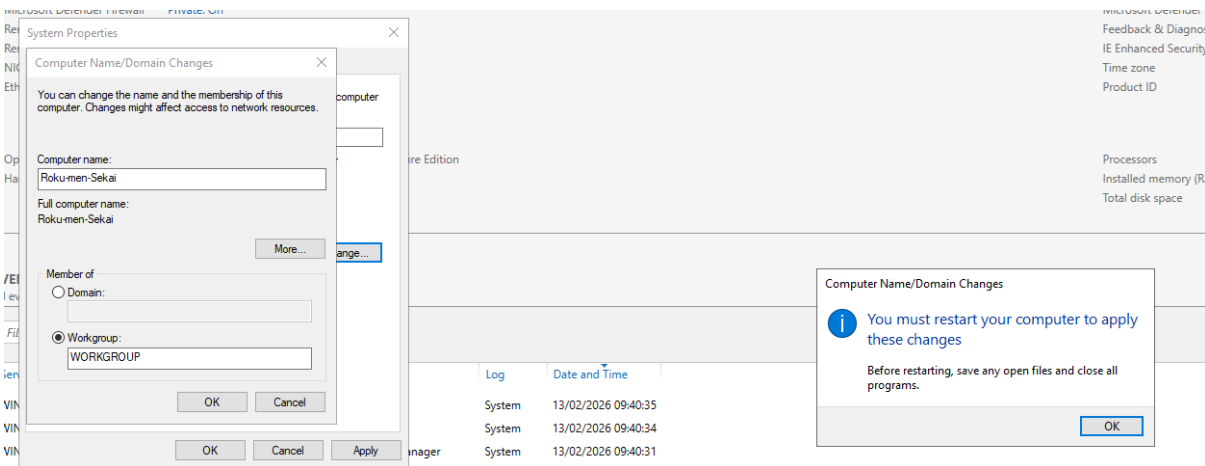 Microsoft Defender Firewall Private: On
System Properties
Computer Name/Domain Changes
You can change the name and the membership of this
computer. Changes might affect access to network resources.
Computer name:
Roku-men-Sekai
Full computer name:
Roku-men-Sekai
More...
Member of
Domain:
Workgroup:
WORKGROUP
OK Cancel
computer
ange...
OK Cancel Apply
ure Edition
Microsoft Defender
Feedback & Diagnos
IE Enhanced Security
Time zone
Product ID
Processors
Installed memory (R
Total disk space
Computer Name/Domain Changes
You must restart your computer to apply
these changes
Before restarting, save any open files and close all
programs.
OK
Log Date and Time
System 13/02/2026 09:40:35
System 13/02/2026 09:40:34
anager System 13/02/2026 09:40:31